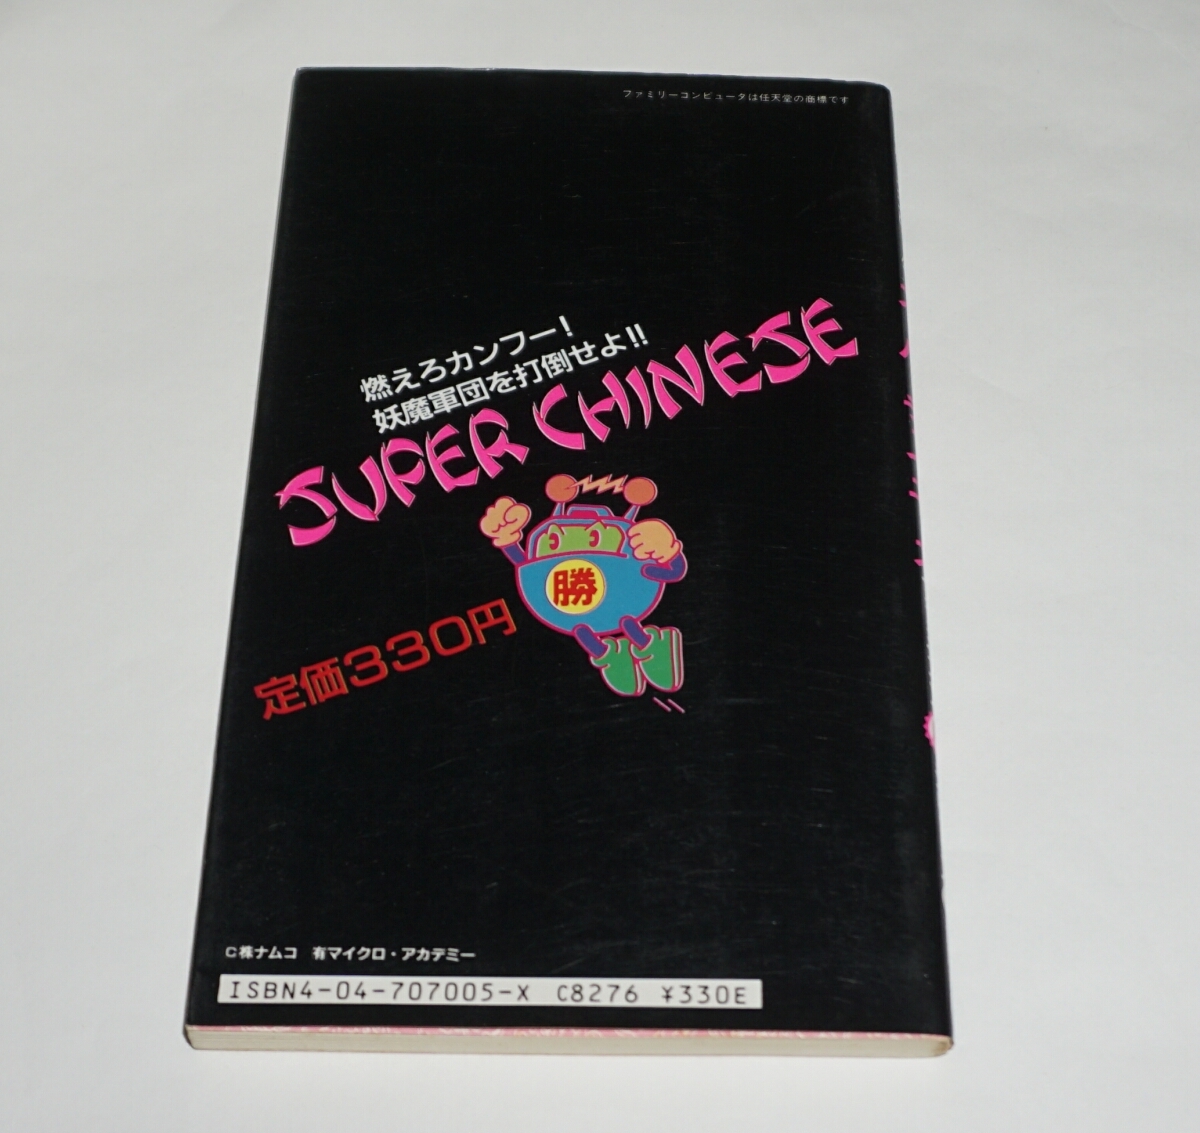 ファミリーコンピュータは任天堂の商標です
燃えろカンフー!
妖魔軍団を打倒せよ!!
SUPER CHINESE
勝
定価330円
C株ナムコ 有マイクロ・アカデミー
ISBN4-04-707005-X C8276 ¥330E